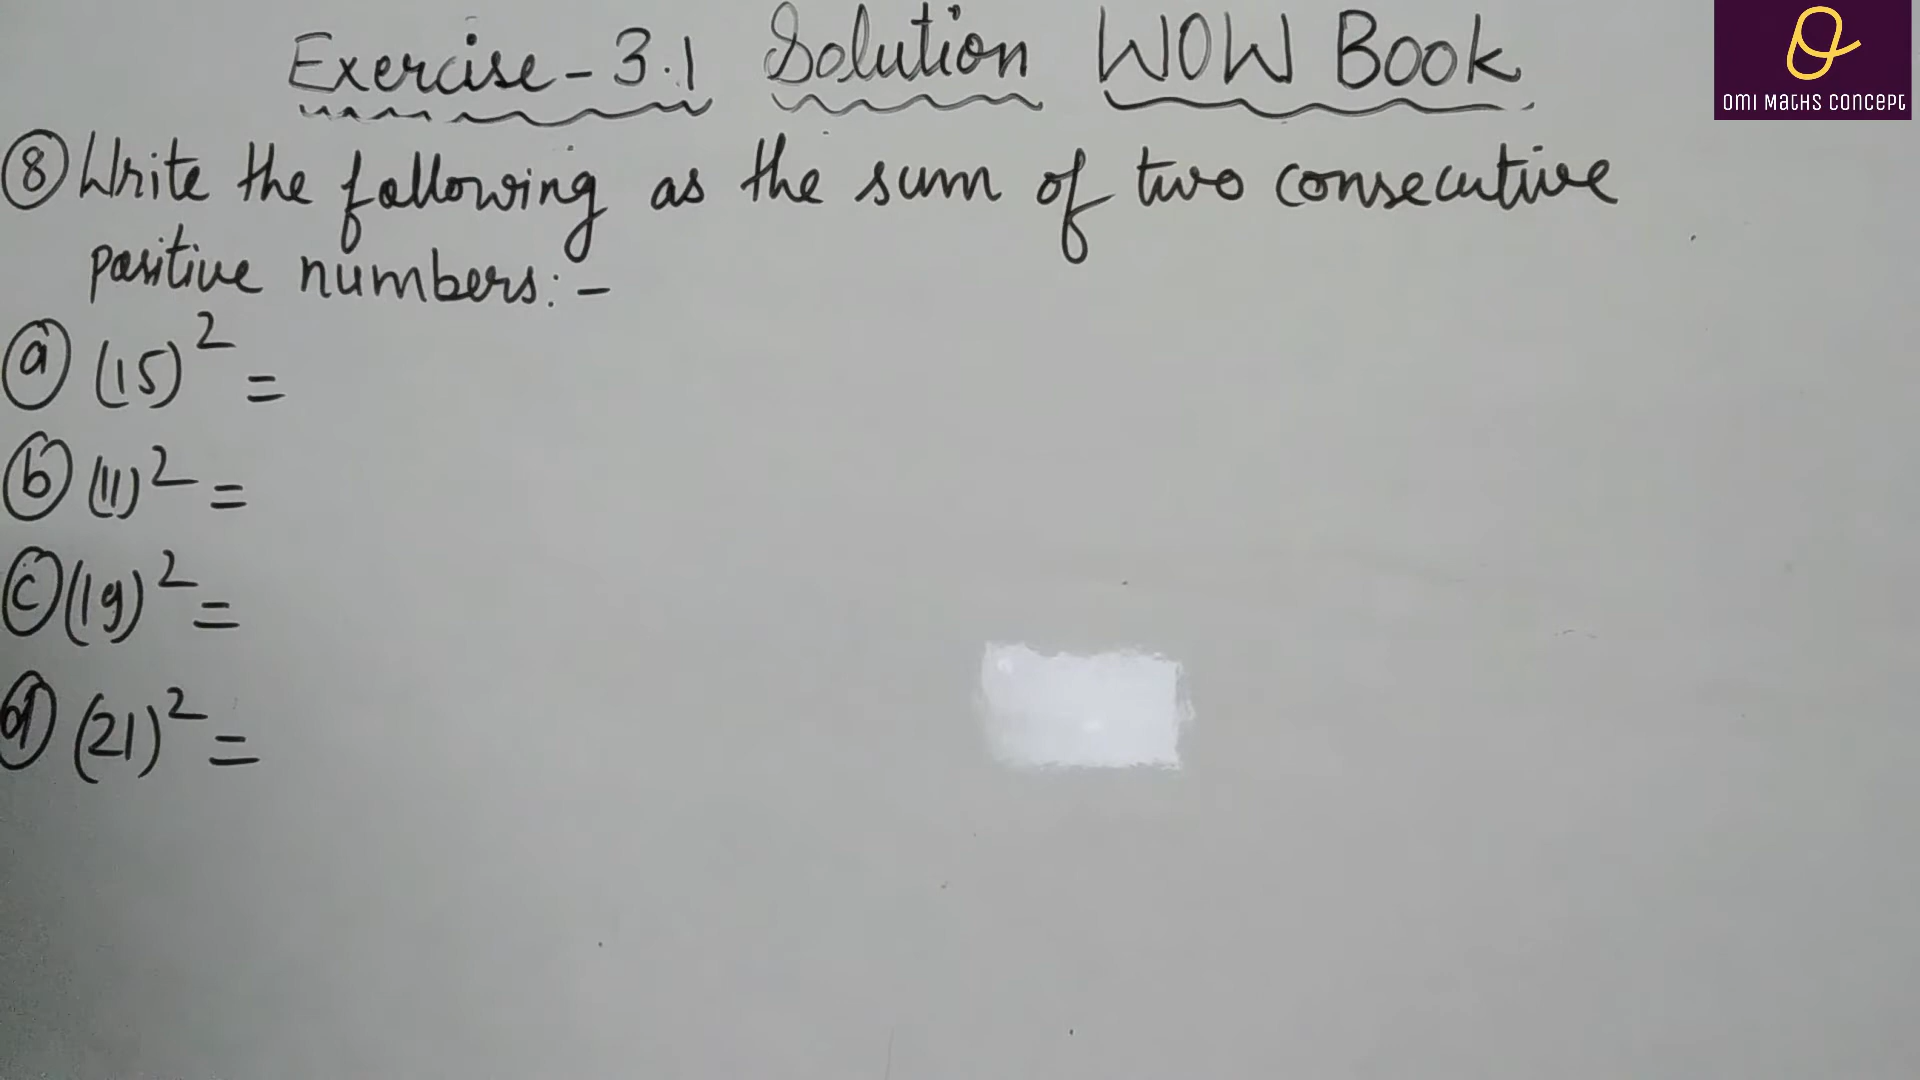 Exercise-3.1 Solution WOW Book
OMI MATHS CONCEPT
⑧ Write the following as the sum of two consecutive
positive numbers:-
ⓐ (15)² =
ⓑ (11)² =
ⓒ (19)² =
ⓓ (21)² =